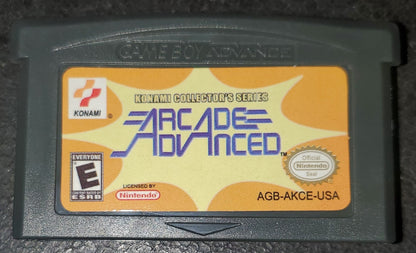 GAME BOY ADVANCE
KONAMI
KONAMI COLLECTOR'S SERIES
ARCADE
ADVANCED™
EVERYONE
E
ESRB
LICENSED BY
Nintendo
Official
Nintendo
Seal
AGB-AKCE-USA